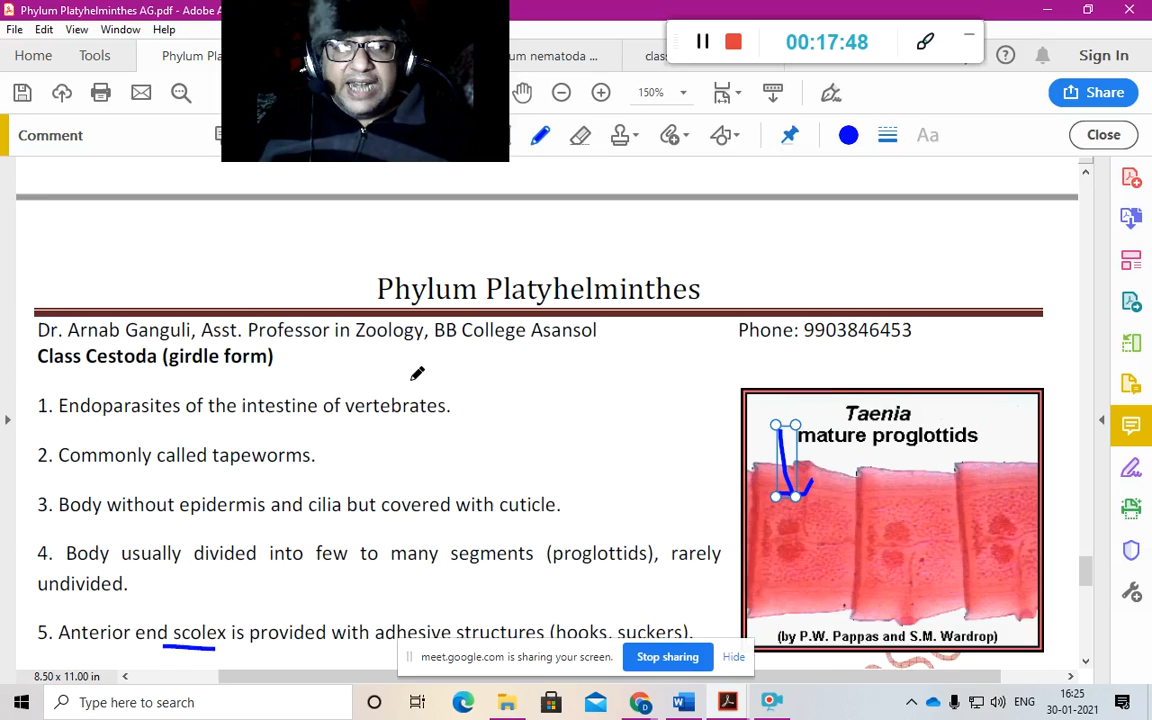 Phylum Platyhelminthes AG.pdf - Adobe A
File Edit View Window Help
00:17:48
Home Tools Phylum Pla um nematoda ... clas Sign In
150% Share
Comment Aa Close
Phylum Platyhelminthes
Dr. Arnab Ganguli, Asst. Professor in Zoology, BB College Asansol Phone: 9903846453
Class Cestoda (girdle form)
1. Endoparasites of the intestine of vertebrates.
2. Commonly called tapeworms.
3. Body without epidermis and cilia but covered with cuticle.
4. Body usually divided into few to many segments (proglottids), rarely
undivided.
5. Anterior end scolex is provided with adhesive structures (hooks, suckers).
Taenia
mature proglottids
(by P.W. Pappas and S.M. Wardrop)
meet.google.com is sharing your screen. Stop sharing Hide
8.50 x 11.00 in
Type here to search
ENG
16:25
30-01-2021